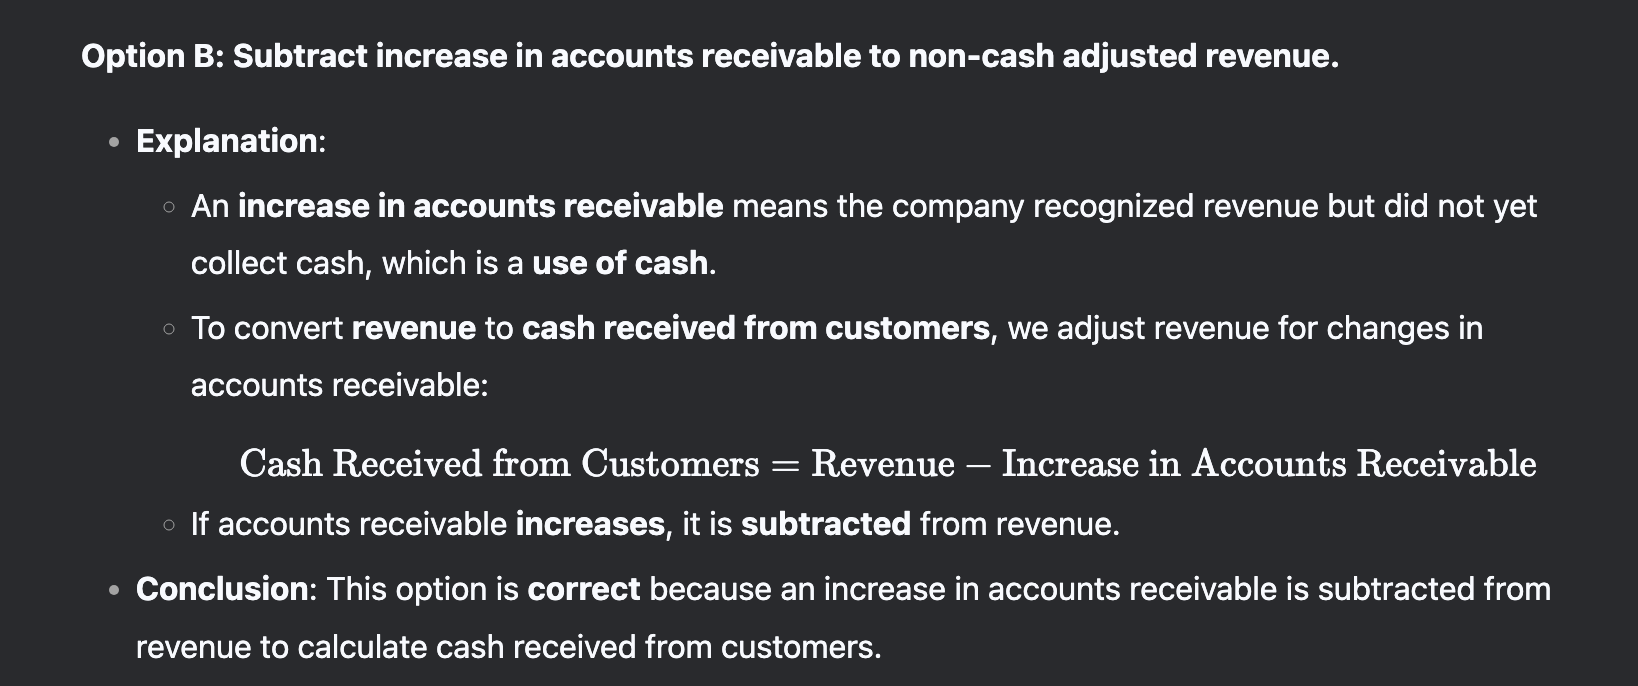 Option B: Subtract increase in accounts receivable to non-cash adjusted revenue.
Explanation:
An increase in accounts receivable means the company recognized revenue but did not yet
collect cash, which is a use of cash.
To convert revenue to cash received from customers, we adjust revenue for changes in
accounts receivable:
Cash Received from Customers = Revenue − Increase in Accounts Receivable
If accounts receivable increases, it is subtracted from revenue.
Conclusion: This option is correct because an increase in accounts receivable is subtracted from
revenue to calculate cash received from customers.